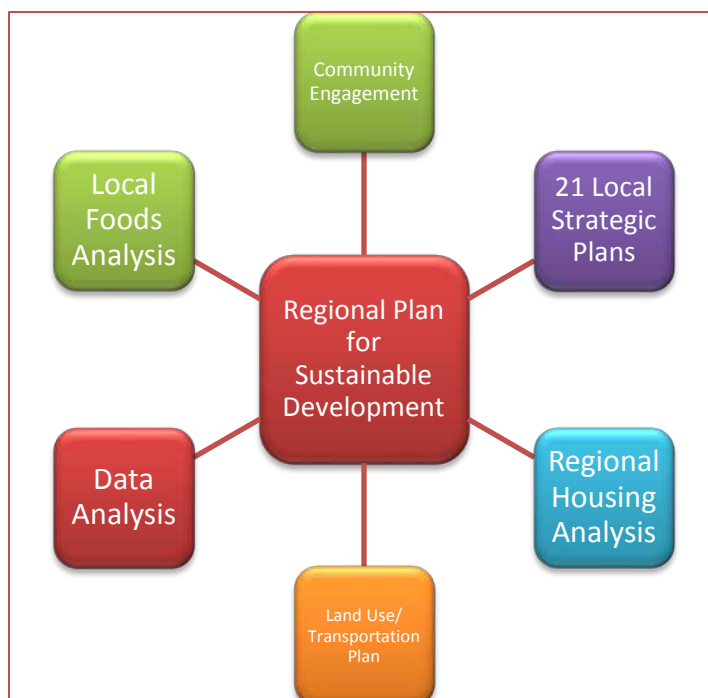 Community
Engagement
Local
Foods
Analysis
21 Local
Strategic
Plans
Regional Plan
for
Sustainable
Development
Data
Analysis
Regional
Housing
Analysis
Land Use/
Transportation
Plan